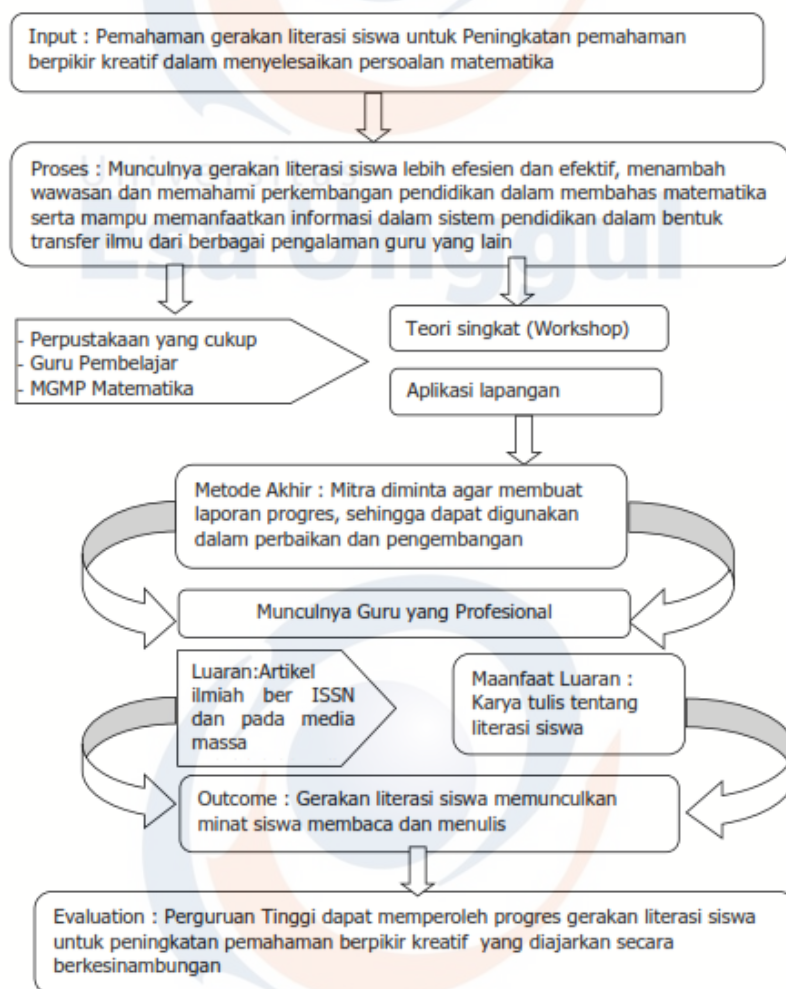 Input : Pemahaman gerakan literasi siswa untuk Peningkatan pemahaman
berpikir kreatif dalam menyelesaikan persoalan matematika
Universitas
Esa Unggul
Proses : Munculnya gerakan literasi siswa lebih efesien dan efektif, menambah
wawasan dan memahami perkembangan pendidikan dalam membahas matematika
serta mampu memanfaatkan informasi dalam sistem pendidikan dalam bentuk
transfer ilmu dari berbagai pengalaman guru yang lain
- Perpustakaan yang cukup
- Guru Pembelajar
- MGMP Matematika
Teori singkat (Workshop)
Aplikasi lapangan
Metode Akhir : Mitra diminta agar membuat
laporan progres, sehingga dapat digunakan
dalam perbaikan dan pengembangan
Munculnya Guru yang Profesional
Luaran:Artikel
ilmiah ber ISSN
dan pada media
massa
Maanfaat Luaran :
Karya tulis tentang
literasi siswa
Outcome : Gerakan literasi siswa memunculkan
minat siswa membaca dan menulis
Evaluation : Perguruan Tinggi dapat memperoleh progres gerakan literasi siswa
untuk peningkatan pemahaman berpikir kreatif yang diajarkan secara
berkesinambungan